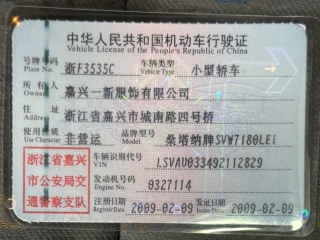 中华人民共和国机动车行驶证
Vehicle License of the People's Republic of China
号牌号码 浙F3535C 车辆类型 小型轿车
Plate No. Vehicle Type
所有人 嘉兴一新服饰有限公司
Owner
住址 浙江省嘉兴市城南路四号桥
Address
使用性质 非营运 品牌型号 桑塔纳牌SVW7180LEi
Use Character Model
浙江省嘉兴市公安局交通警察支队
车辆识别代号 LSVAU033492112829
VIN
发动机号码 0327114
Engine No.
注册日期 2009-02-09 发证日期 2009-02-09
Register Date Issue Date